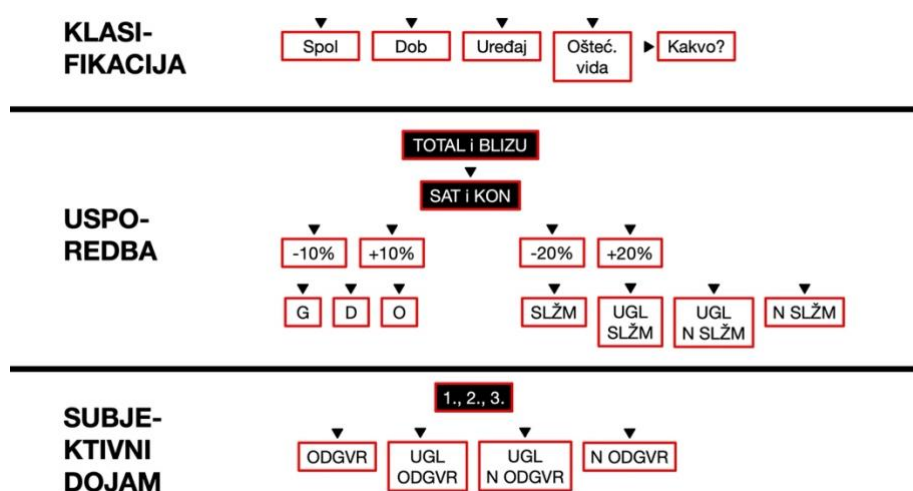 KLASI-
FIKACIJA
Spol
Dob
Uređaj
Ošteć.
vida
Kakvo?
USPO-
REDBA
TOTAL i BLIZU
SAT i KON
-10%
+10%
-20%
+20%
G
D
O
SLŽM
UGL
SLŽM
UGL
N SLŽM
N SLŽM
SUBJE-
KTIVNI
DOJAM
1., 2., 3.
ODGVR
UGL
ODGVR
UGL
N ODGVR
N ODGVR